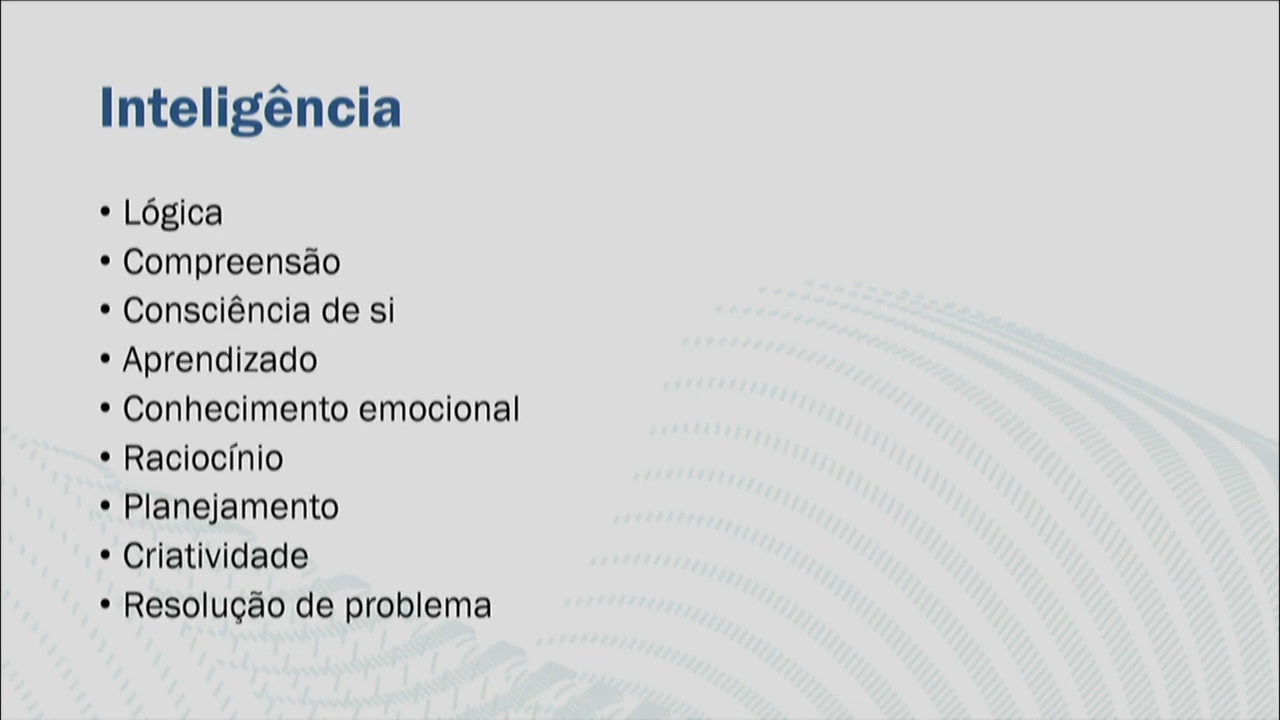 Inteligência
• Lógica
• Compreensão
• Consciência de si
• Aprendizado
• Conhecimento emocional
• Raciocínio
• Planejamento
• Criatividade
• Resolução de problema